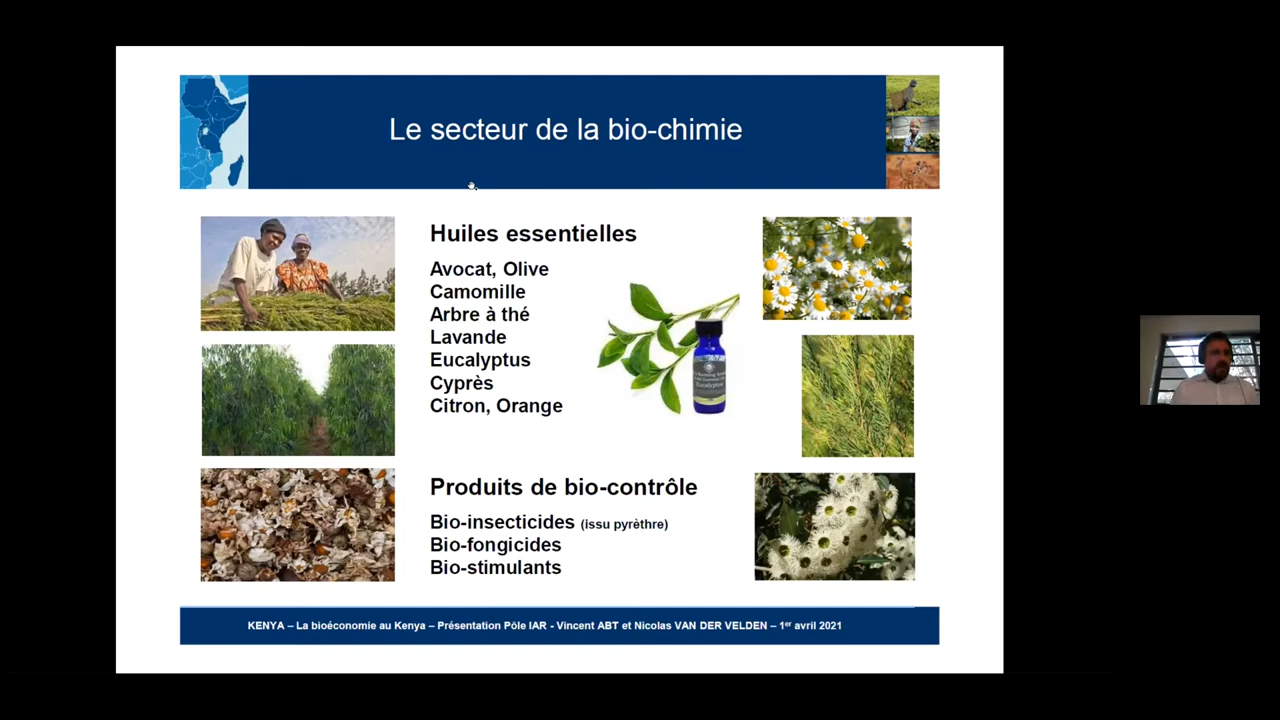 Le secteur de la bio-chimie
Huiles essentielles
Avocat, Olive
Camomille
Arbre à thé
Lavande
Eucalyptus
Cyprès
Citron, Orange
Eucalyptus
Produits de bio-contrôle
Bio-insecticides (issu pyrèthre)
Bio-fongicides
Bio-stimulants
KENYA – La bioéconomie au Kenya – Présentation Pôle IAR - Vincent ABT et Nicolas VAN DER VELDEN – 1er avril 2021